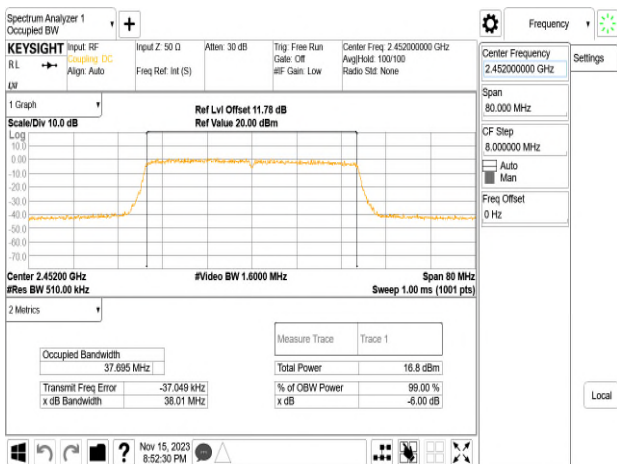 Spectrum Analyzer 1
Occupied BW
Frequency
KEYSIGHT
RL
LXI
Input: RF
Coupling: DC
Align: Auto
Input Z: 50 Ω
Freq Ref: Int (S)
Atten: 30 dB
Trig: Free Run
Gate: Off
#IF Gain: Low
Center Freq: 2.452000000 GHz
Avg|Hold: 100/100
Radio Std: None
Center Frequency
2.452000000 GHz
Settings
Span
80.000 MHz
CF Step
8.000000 MHz
Auto
Man
Freq Offset
0 Hz
1 Graph
Scale/Div 10.0 dB
Ref Lvl Offset 11.78 dB
Ref Value 20.00 dBm
Log
10.0
0.00
-10.0
-20.0
-30.0
-40.0
-50.0
-60.0
-70.0
Center 2.45200 GHz
#Res BW 510.00 kHz
#Video BW 1.6000 MHz
Span 80 MHz
Sweep 1.00 ms (1001 pts)
2 Metrics
Measure Trace Trace 1
Occupied Bandwidth
37.695 MHz
Total Power 16.8 dBm
Transmit Freq Error -37.049 kHz
% of OBW Power 99.00 %
x dB Bandwidth 38.01 MHz
x dB -6.00 dB
Local
?
Nov 15, 2023
8:52:30 PM